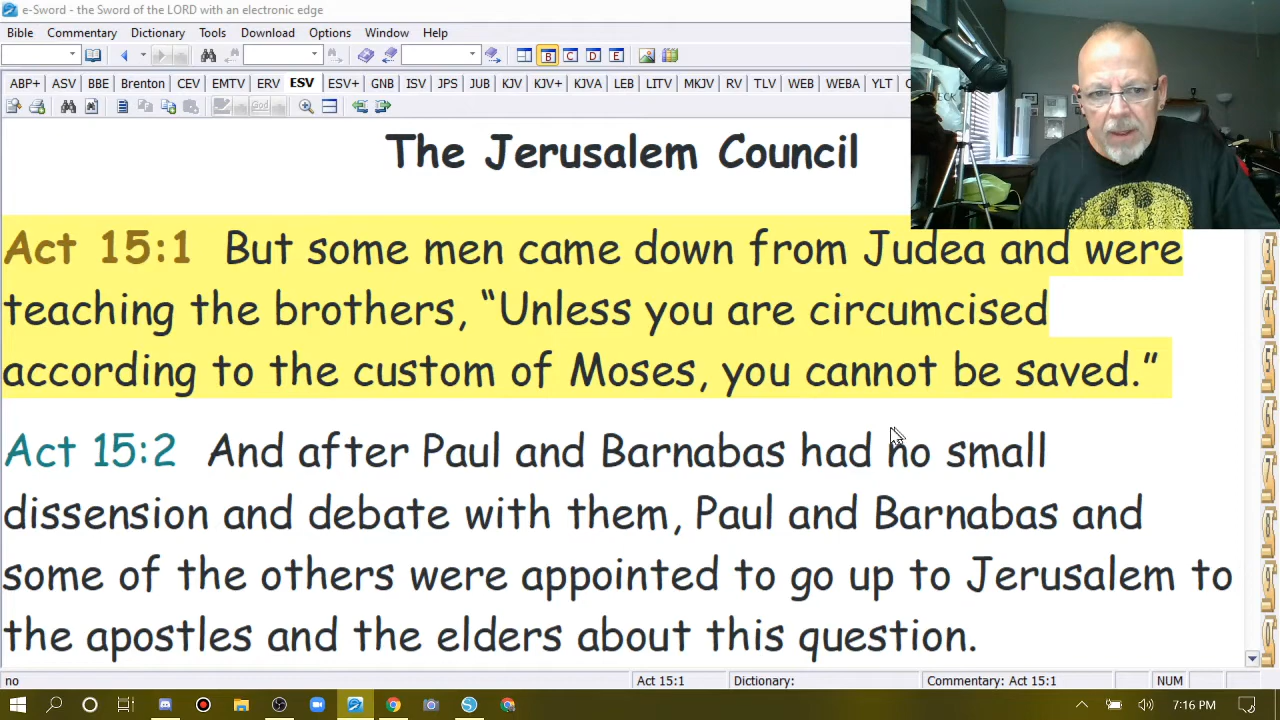 e-Sword - the Sword of the LORD with an electronic edge
Bible Commentary Dictionary Tools Download Options Window Help
ABP+ ASV BBE Brenton CEV EMTV ERV ESV ESV+ GNB ISV JPS JUB KJV KJV+ KJVA LEB LITV MKJV RV TLV WEB WEBA YLT
The Jerusalem Council
Act 15:1 But some men came down from Judea and were
teaching the brothers, “Unless you are circumcised
according to the custom of Moses, you cannot be saved.”
Act 15:2 And after Paul and Barnabas had no small
dissension and debate with them, Paul and Barnabas and
some of the others were appointed to go up to Jerusalem to
the apostles and the elders about this question.
no Act 15:1 Dictionary: Commentary: Act 15:1 NUM
7:16 PM